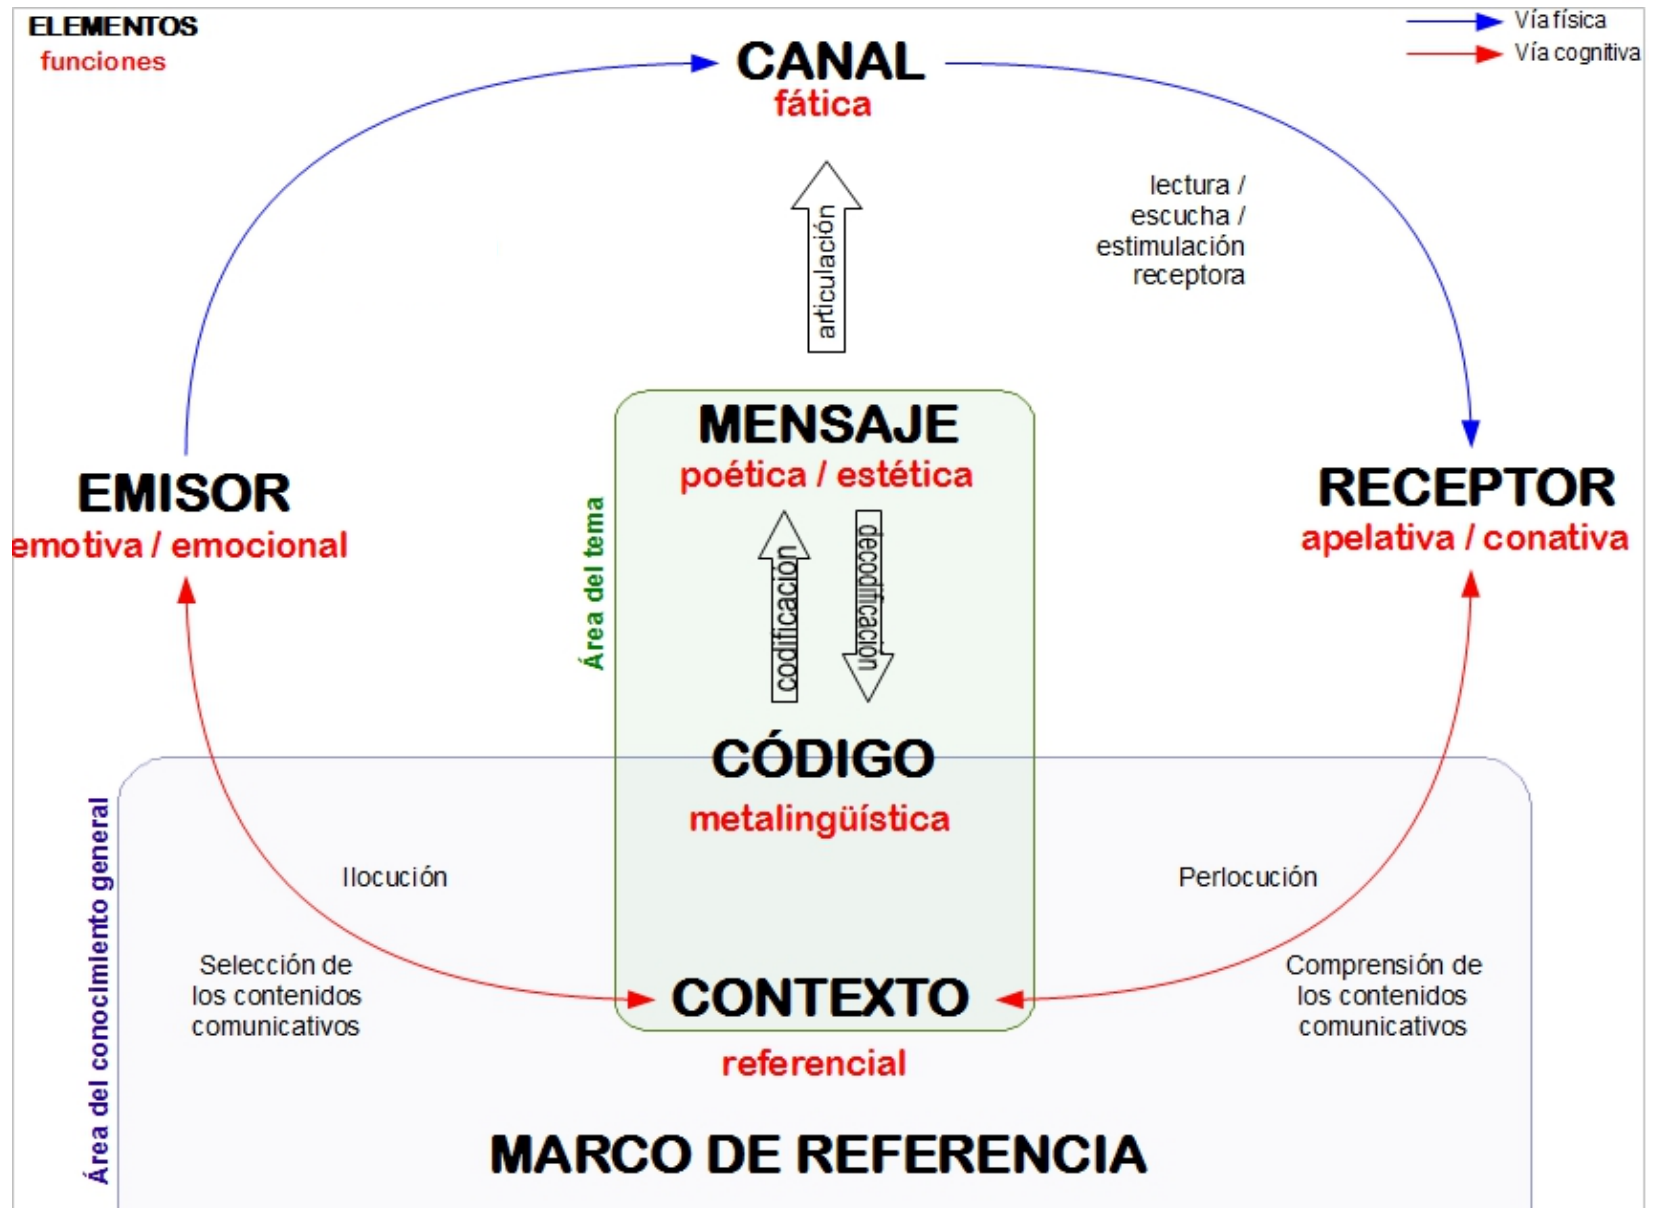 ELEMENTOS
funciones
Vía física
Vía cognitiva
CANAL
fática
lectura /
escucha /
estimulación
receptora
articulación
MENSAJE
poética / estética
EMISOR
emotiva / emocional
RECEPTOR
apelativa / conativa
Área del tema
codificación
decodificación
CÓDIGO
metalingüística
Área del conocimiento general
Ilocución
Perlocución
Selección de
los contenidos
comunicativos
Comprensión de
los contenidos
comunicativos
CONTEXTO
referencial
MARCO DE REFERENCIA